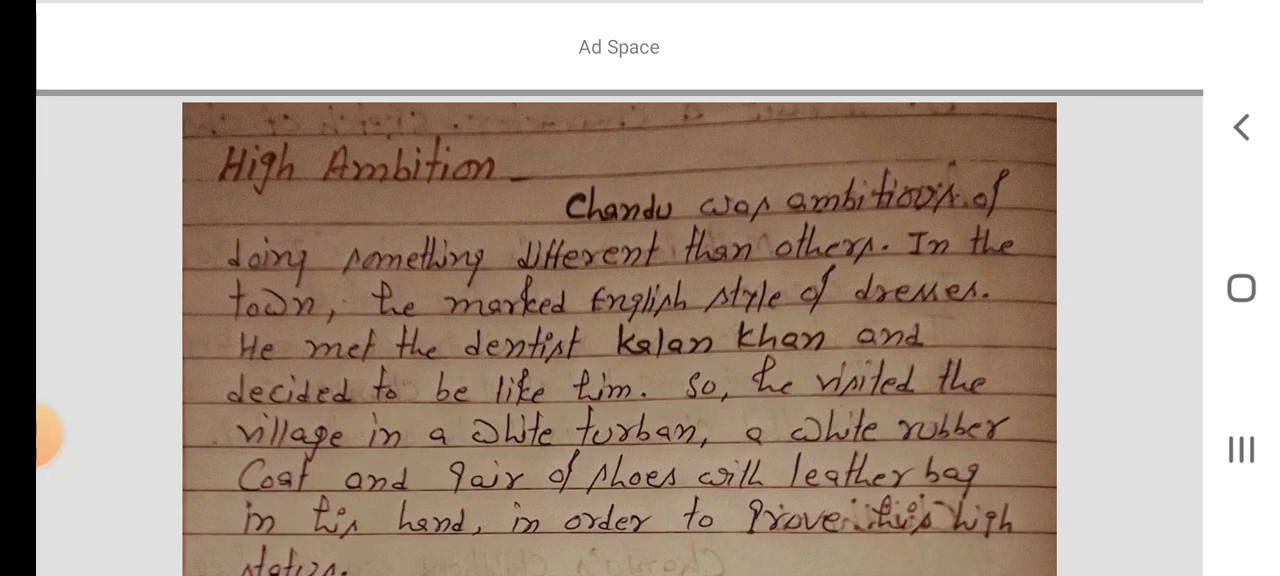 Ad Space
High Ambition -
Chandu was ambitious of
doing something different than others. In the
town, he marked English style of dresses.
He met the dentist Kalan Khan and
decided to be like him. So, he visited the
village in a white turban, a white rubber
Coat and Pair of shoes with leather bag
in his hand, in order to Prove his high
status.